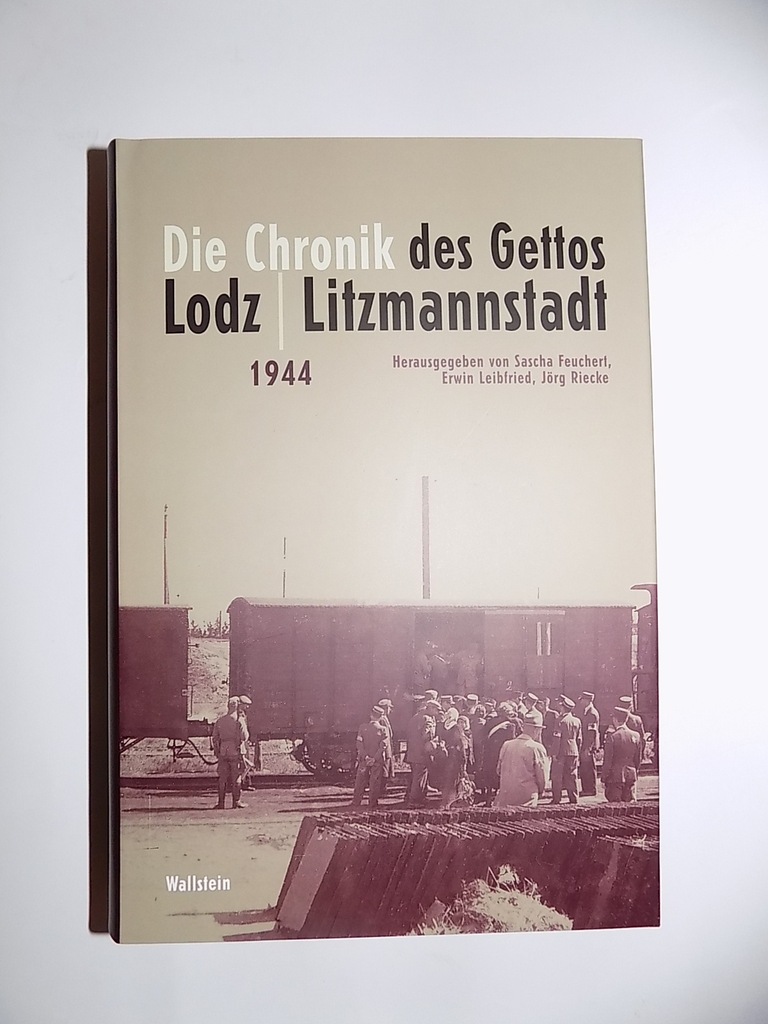 Die Chronik des Gettos
Lodz | Litzmannstadt
1944
Herausgegeben von Sascha Feuchert,
Erwin Leibfried, Jörg Riecke
Wallstein